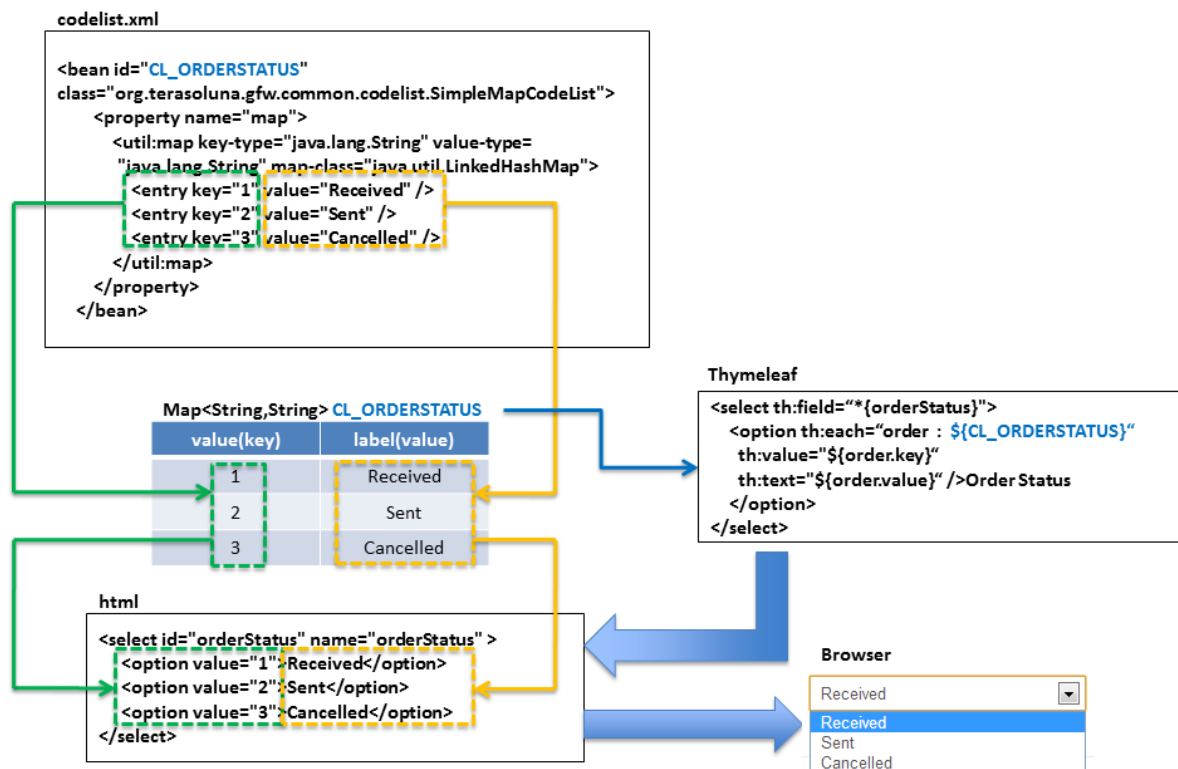 codelist.xml
<bean id="CL_ORDERSTATUS"
class="org.terasoluna.gfw.common.codelist.SimpleMapCodeList">
<property name="map">
<util:map key-type="java.lang.String" value-type=
"java.lang.String" map-class="java.util.LinkedHashMap">
<entry key="1" value="Received" />
<entry key="2" value="Sent" />
<entry key="3" value="Cancelled" />
</util:map>
</property>
</bean>
Map<String,String> CL_ORDERSTATUS
value(key) label(value)
1 Received
2 Sent
3 Cancelled
Thymeleaf
<select th:field=“*{orderStatus}">
<option th:each=“order : ${CL_ORDERSTATUS}“
th:value="${order.key}“
th:text="${order.value}“ />Order Status
</option>
</select>
html
<select id="orderStatus" name="orderStatus" >
<option value="1">Received</option>
<option value="2">Sent</option>
<option value="3">Cancelled</option>
</select>
Browser
Received
Received
Sent
Cancelled